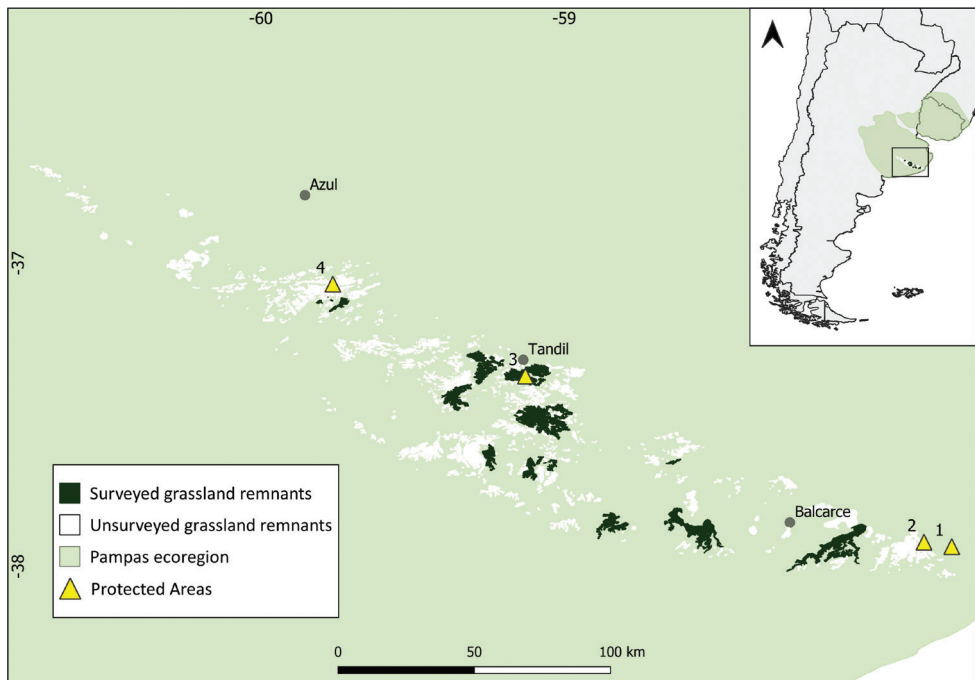 -60
-59
Azul
-37
4
Tandil
3
Surveyed grassland remnants
Unsurveyed grassland remnants
Pampas ecoregion
Protected Areas
Balcarce
2
1
-38
0
50
100 km